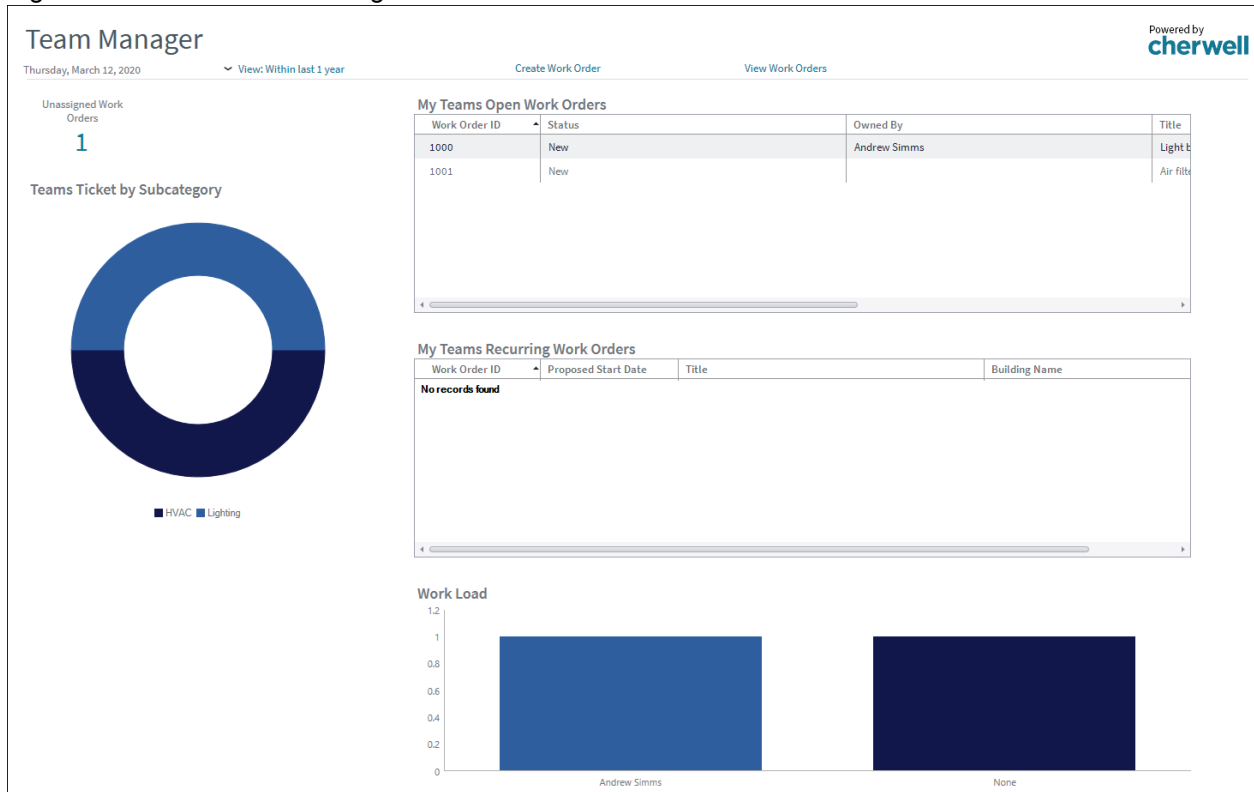 Team Manager
Powered by
cherwell
Thursday, March 12, 2020 View: Within last 1 year Create Work Order View Work Orders
Unassigned Work
Orders
1
Teams Ticket by Subcategory
HVAC Lighting
My Teams Open Work Orders
Work Order ID Status Owned By Title
1000 New Andrew Simms Light
1001 New Air
My Teams Recurring Work Orders
Work Order ID Proposed Start Date Title Building Name
No records found
Work Load
1.2
1
0.8
0.6
0.4
0.2
0
Andrew Simms None